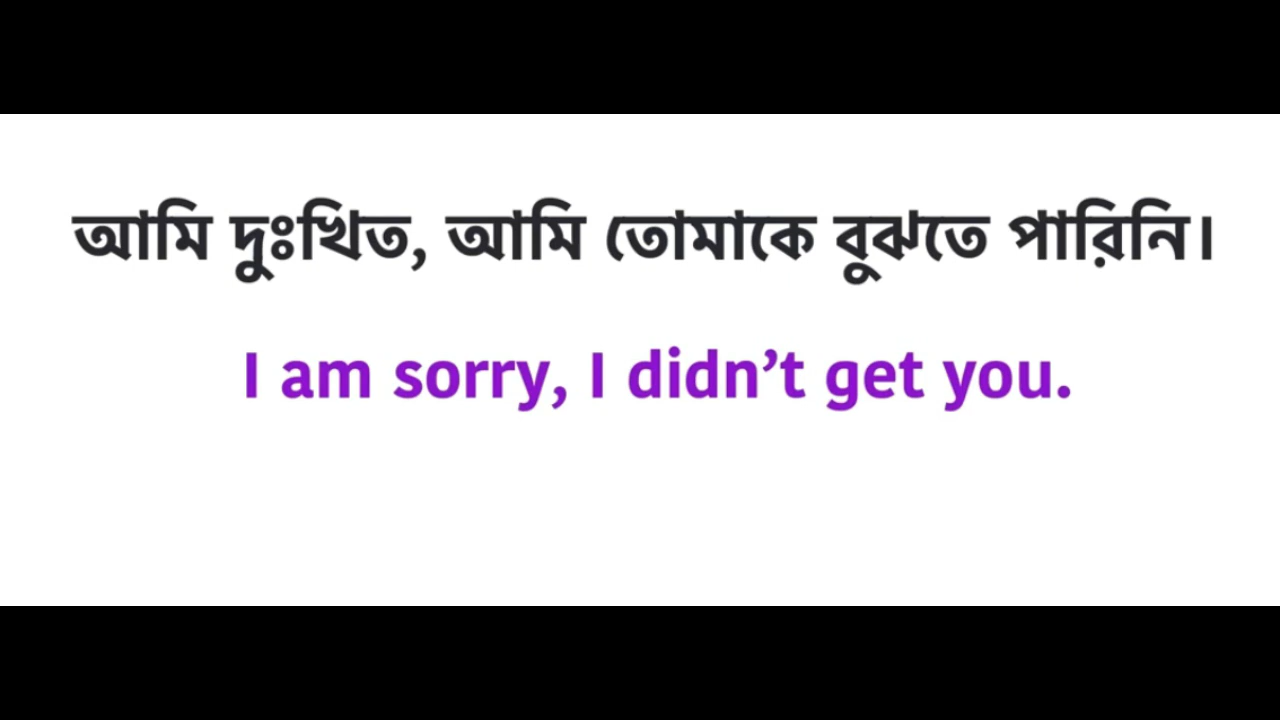 আমি দুঃখিত, আমি তোমাকে বুঝতে পারিনি।
I am sorry, I didn’t get you.